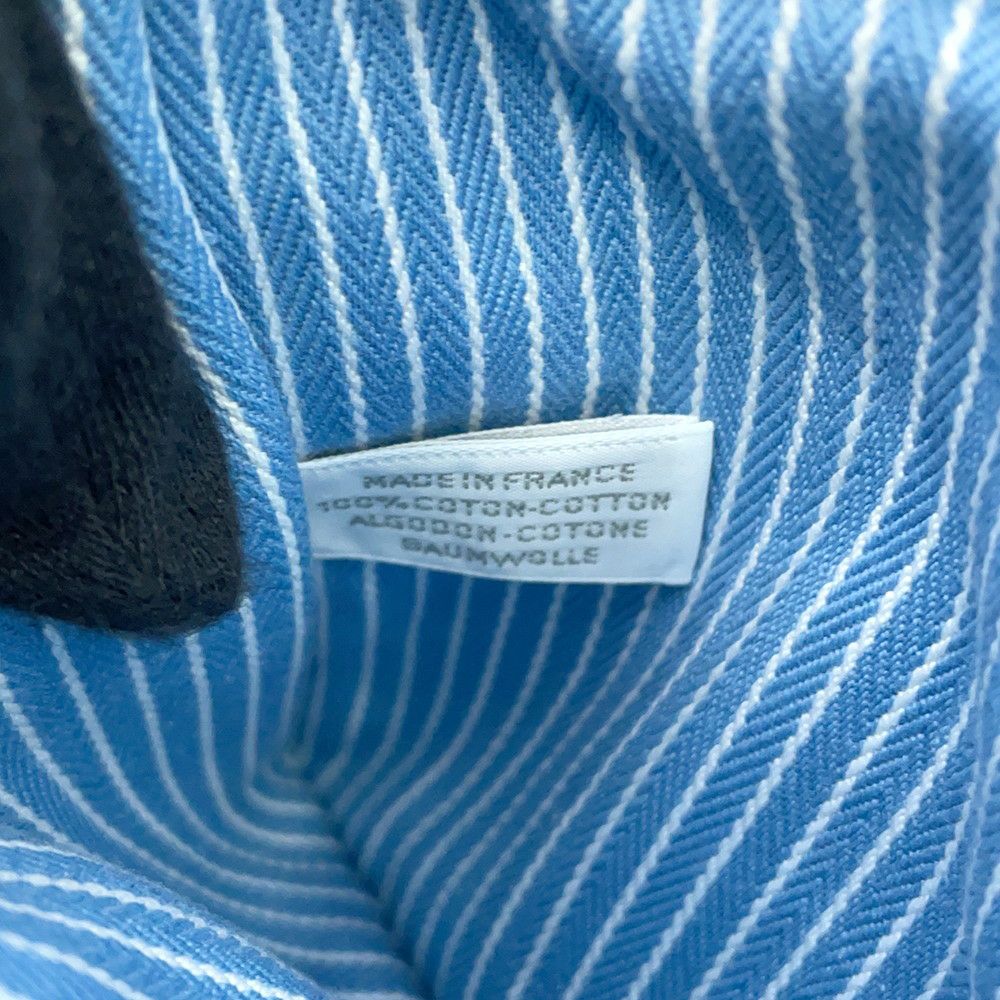 MADE IN FRANCE
100% COTON-COTTON
ALGODON-COTONE
BAUMWOLLE